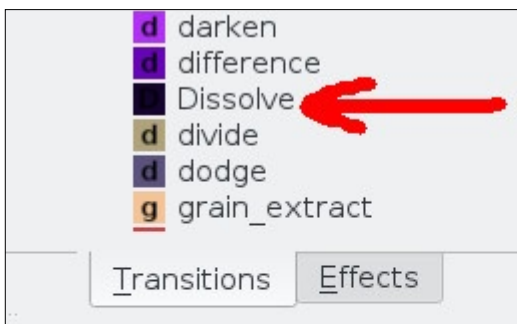 d darken
d difference
D Dissolve
d divide
d dodge
g grain_extract
Transitions Effects